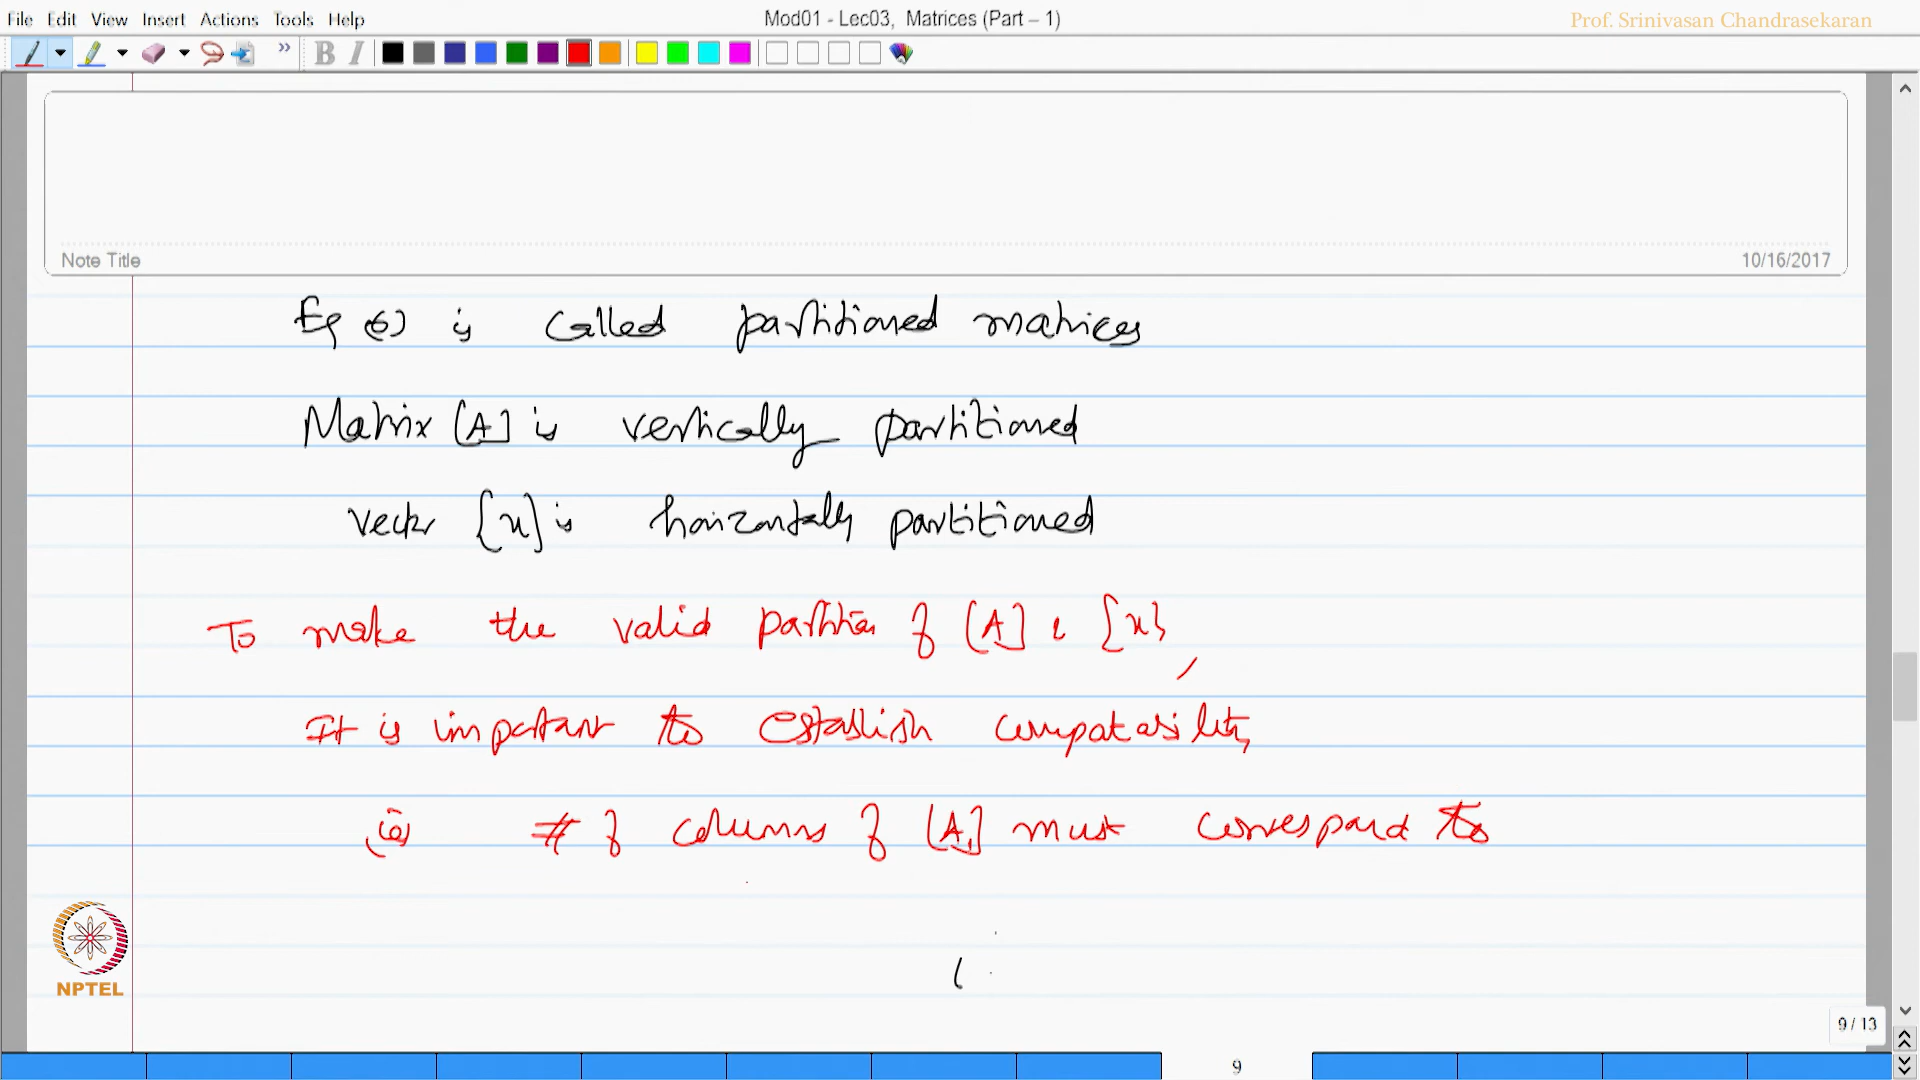 File Edit View Insert Actions Tools Help
Mod01 - Lec03, Matrices (Part – 1)
Prof. Srinivasan Chandrasekaran
B I
Note Title
10/16/2017
Eq (6) is called partitioned matrices
Matrix [A] is vertically partitioned
vector {x} is horizontally partitioned
To make the valid partition of [A] & {x},
It is important to establish compatability
(ie) # of columns of [A] must correspond to
(
NPTEL
9 / 13
9